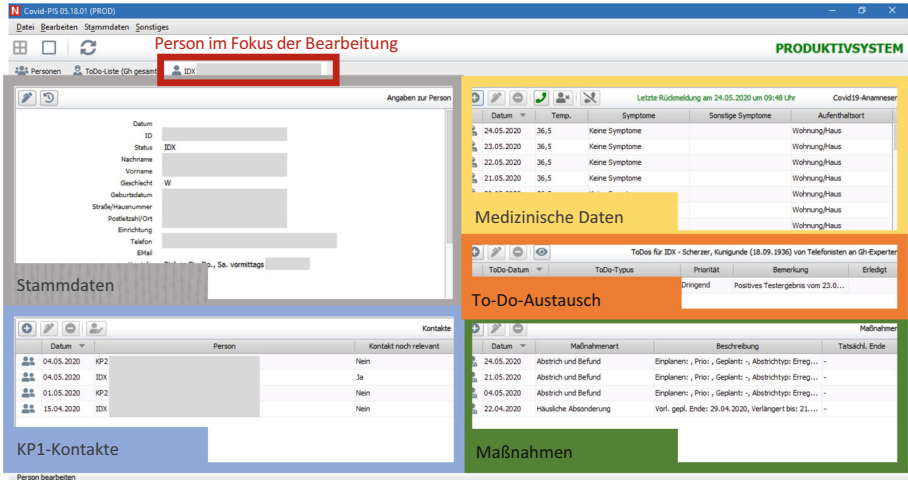 Covid-PIS 05.18.01 (PROD)
Datei Bearbeiten Stammdaten Sonstiges
Person im Fokus der Bearbeitung
PRODUKTIVSYSTEM
Personen ToDo-Liste (Gh gesamt IDX
Angaben zur Person
Datum
ID
Status IDX
Nachname
Vorname
Geschlecht W
Geburtsdatum
Straße/Hausnummer
Postleitzahl/Ort
Einrichtung
Telefon
EMail
Sa. vormittags
Stammdaten
Letzte Rückmeldung am 24.05.2020 um 09:48 Uhr Covid19-Anamnesen
Datum Temp. Symptome Sonstige Symptome Aufenthaltsort
24.05.2020 36,5 Keine Symptome Wohnung/Haus
23.05.2020 36,5 Keine Symptome Wohnung/Haus
22.05.2020 36,5 Keine Symptome Wohnung/Haus
21.05.2020 36,5 Keine Symptome Wohnung/Haus
Wohnung/Haus
Wohnung/Haus
Wohnung/Haus
Medizinische Daten
ToDos für IDX - Scherzer, Kunigunde (18.09.1936) von Telefonisten an Gh-Experten
ToDo-Datum ToDo-Typus Priorität Bemerkung Erledigt
Dringend Positives Testergebnis vom 23.0...
To-Do-Austausch
Kontakte
Datum Person Kontakt noch relevant
04.05.2020 KP2 Nein
04.05.2020 IDX Ja
01.05.2020 KP2 Nein
15.04.2020 IDX Nein
KP1-Kontakte
Maßnahmen
Datum Maßnahmenart Beschreibung Tatsächl. Ende
24.05.2020 Abstrich und Befund Einplanen: , Prio: , Geplant: -, Abstrichtyp: Erreg... -
21.05.2020 Abstrich und Befund Einplanen: , Prio: , Geplant: -, Abstrichtyp: Erreg... -
04.05.2020 Abstrich und Befund Einplanen: , Prio: , Geplant: -, Abstrichtyp: Erreg... -
22.04.2020 Häusliche Absonderung Vorl. gepl. Ende: 29.04.2020, Verlängert bis: 21.... -
Maßnahmen
Person bearbeiten